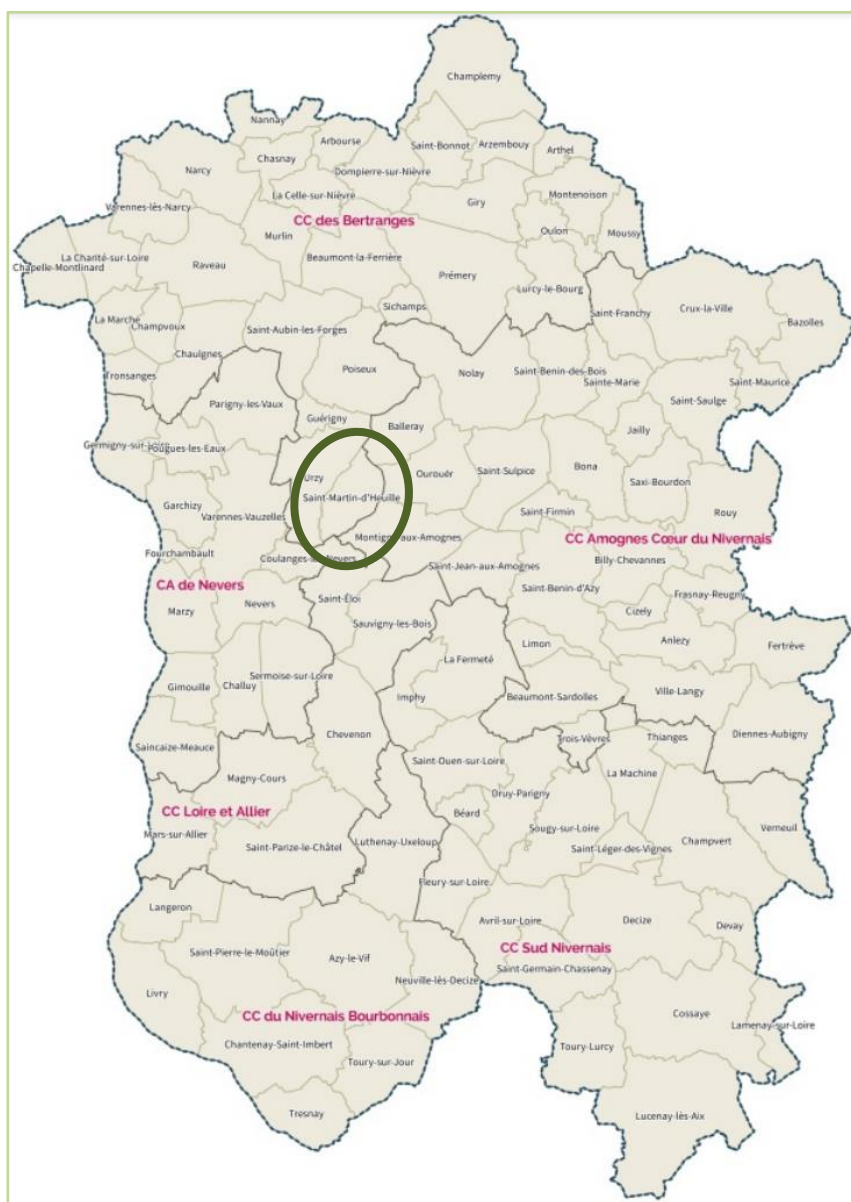 Champlemy
Nannay
Arbourse
Saint-Bonnot
Arzembouy
Arthel
Chasnay
Narcy
Dompierre-sur-Nièvre
La Celle-sur-Nièvre
Montenoison
Giry
Varennes-lès-Narcy
CC des Bertranges
Oulon
Moussy
Murlin
La Charité-sur-Loire
Beaumont-la-Ferrière
Chapelle-Montlinard
Raveau
Prémery
Lurcy-le-Bourg
Sichamps
Saint-Franchy
Crux-la-Ville
La Marche
Champvoux
Saint-Aubin-les-Forges
Bazolles
Chaulgnes
Poiseux
Nolay
Saint-Benin-des-Bois
Tronsanges
Sainte-Marie
Saint-Maurice
Parigny-les-Vaux
Saint-Saulge
Guérigny
Balleray
Jailly
Germigny-sur-Loire
Pougues-les-Eaux
Urzy
Ourouër
Saint-Sulpice
Bona
Saxi-Bourdon
Saint-Martin-d'Heuille
Garchizy
Saint-Firmin
Rouy
Varennes-Vauzelles
Montigny-aux-Amognes
CC Amognes Cœur du Nivernais
Fourchambault
Coulanges-lès-Nevers
Billy-Chevannes
Saint-Jean-aux-Amognes
CA de Nevers
Saint-Benin-d'Azy
Frasnay-Reugny
Saint-Éloi
Marzy
Nevers
Cizely
Sauvigny-les-Bois
Anlezy
Limon
Fertrève
La Fermeté
Sermoise-sur-Loire
Gimouille
Challuy
Ville-Langy
Imphy
Beaumont-Sardolles
Chevenon
Diennes-Aubigny
Trois-Vèvres
Thianges
Saincaize-Meauce
Saint-Ouen-sur-Loire
La Machine
Magny-Cours
Druy-Parigny
CC Loire et Allier
Béard
Sougy-sur-Loire
Verneuil
Mars-sur-Allier
Champvert
Saint-Parize-le-Châtel
Luthenay-Uxeloup
Saint-Léger-des-Vignes
Fleury-sur-Loire
Langeron
Avril-sur-Loire
Decize
Devay
CC Sud Nivernais
Saint-Pierre-le-Moûtier
Azy-le-Vif
Saint-Germain-Chassenay
Neuville-lès-Decize
Livry
CC du Nivernais Bourbonnais
Cossaye
Lamenay-sur-Loire
Chantenay-Saint-Imbert
Toury-Lurcy
Toury-sur-Jour
Tresnay
Lucenay-lès-Aix